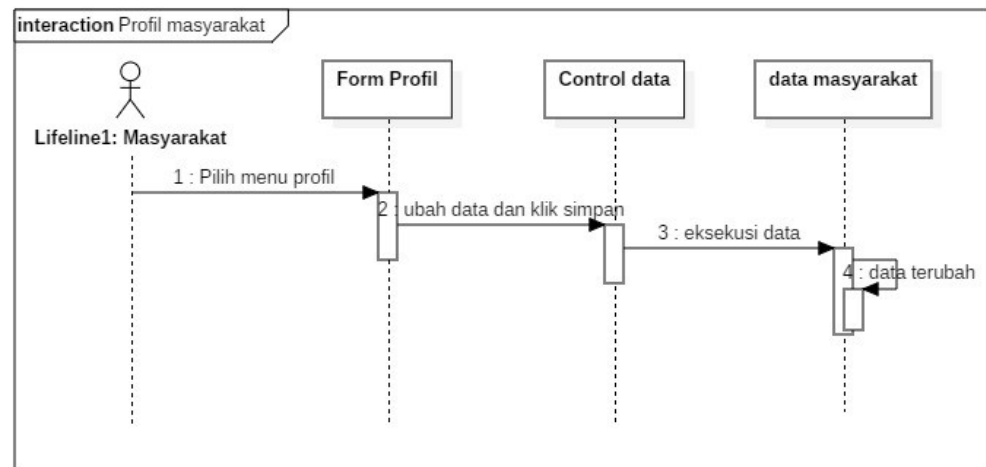 interaction Profil masyarakat
Form Profil
Control data
data masyarakat
Lifeline1: Masyarakat
1 : Pilih menu profil
2 : ubah data dan klik simpan
3 : eksekusi data
4 : data terubah